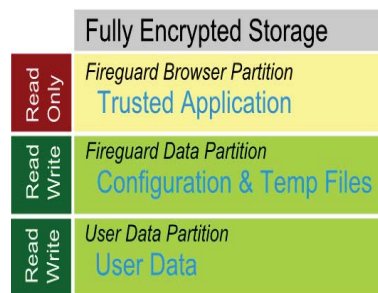 Fully Encrypted Storage
Read
Only
Fireguard Browser Partition
Trusted Application
Read
Write
Fireguard Data Partition
Configuration & Temp Files
Read
Write
User Data Partition
User Data